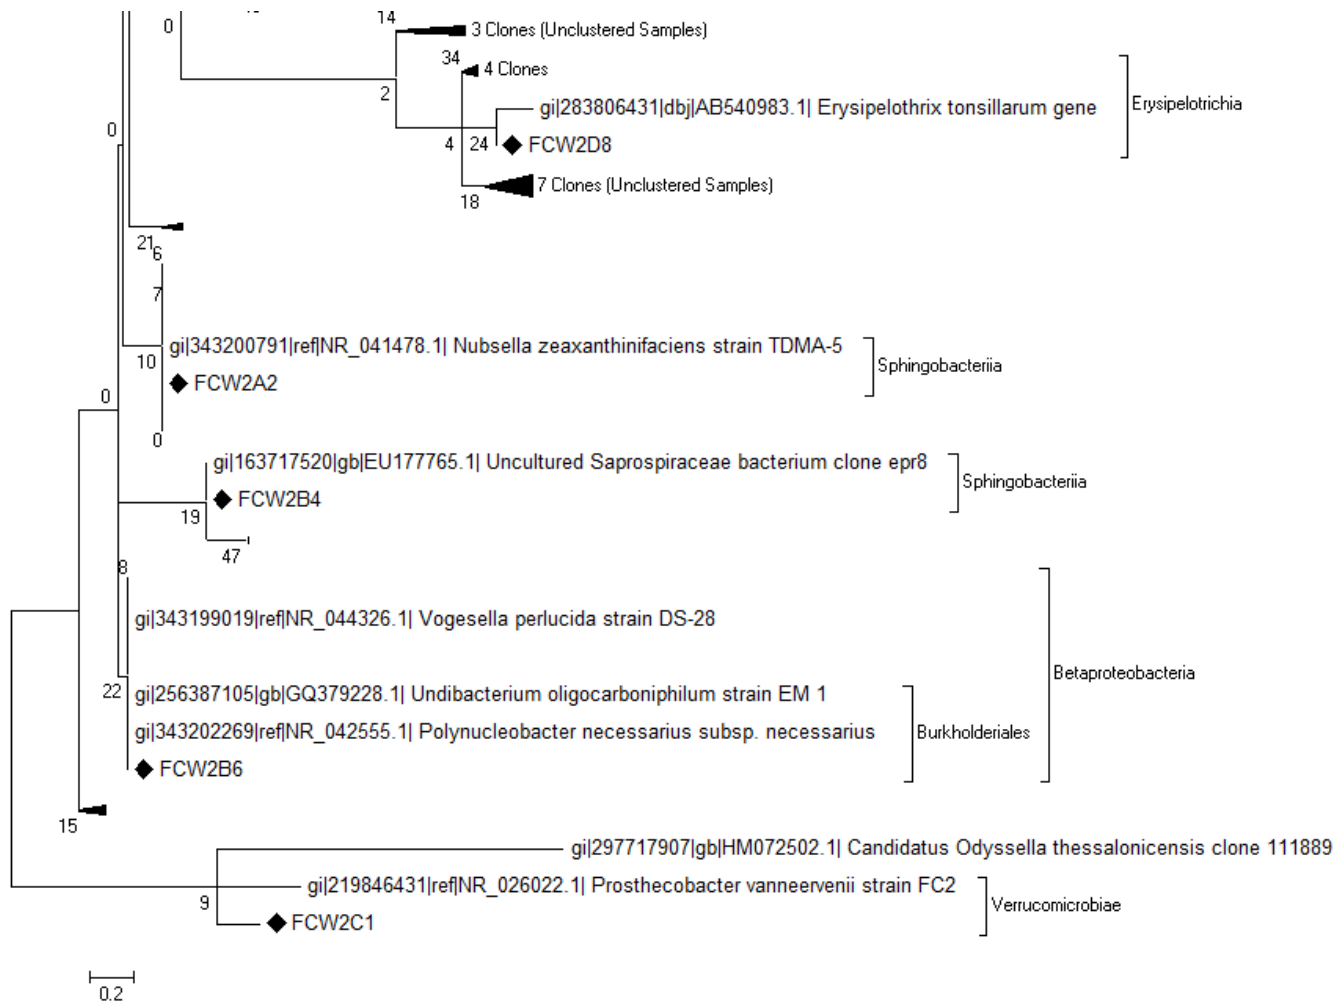 14
0
3 Clones (Unclustered Samples)
34
4 Clones
2
gi|283806431|dbj|AB540983.1| Erysipelothrix tonsillarum gene
Erysipelotrichia
0
4
24
FCW2D8
7 Clones (Unclustered Samples)
18
21
6
7
gi|343200791|ref|NR_041478.1| Nubsella zeaxanthinifaciens strain TDMA-5
10
Sphingobacteriia
FCW2A2
0
0
gi|163717520|gb|EU177765.1| Uncultured Saprospiraceae bacterium clone epr8
Sphingobacteriia
FCW2B4
19
47
8
gi|343199019|ref|NR_044326.1| Vogesella perlucida strain DS-28
Betaproteobacteria
22
gi|256387105|gb|GQ379228.1| Undibacterium oligocarboniphilum strain EM 1
gi|343202269|ref|NR_042555.1| Polynucleobacter necessarius subsp. necessarius
Burkholderiales
FCW2B6
15
gi|297717907|gb|HM072502.1| Candidatus Odyssella thessalonicensis clone 111889
gi|219846431|ref|NR_026022.1| Prosthecobacter vanneervenii strain FC2
9
Verrucomicrobiae
FCW2C1
0.2